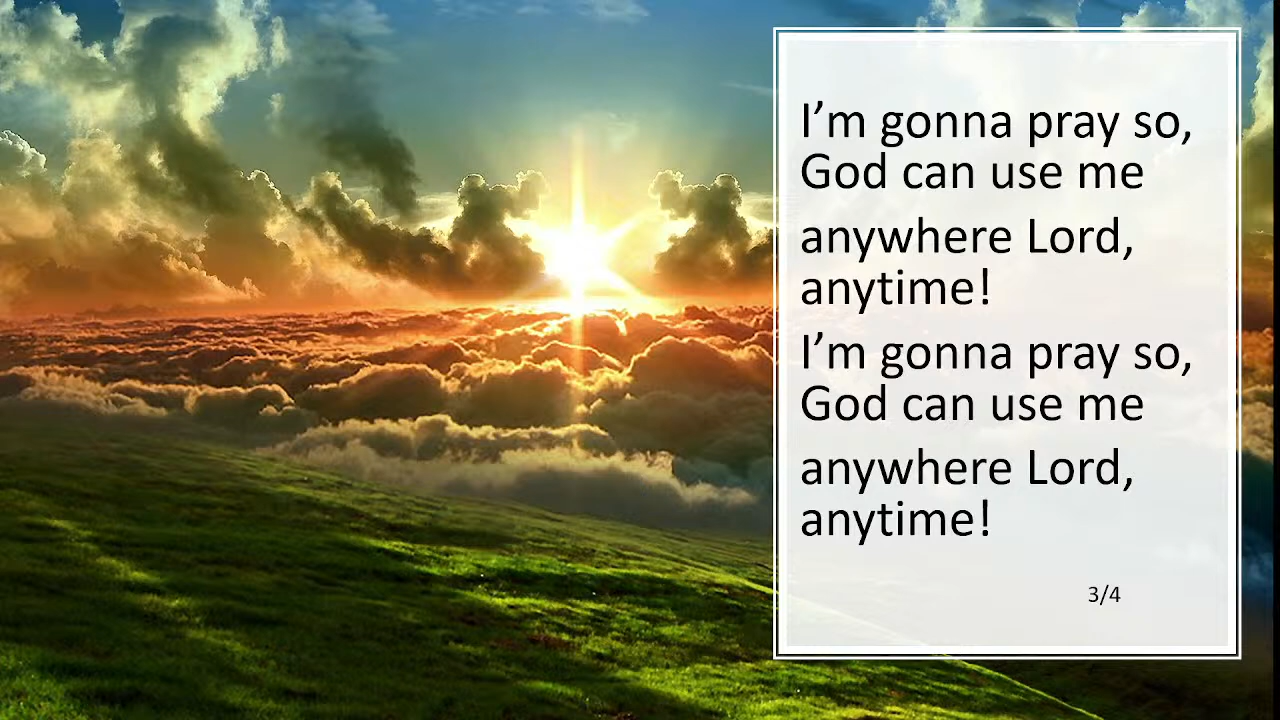 I’m gonna pray so,
God can use me
anywhere Lord,
anytime!
I’m gonna pray so,
God can use me
anywhere Lord,
anytime!
3/4